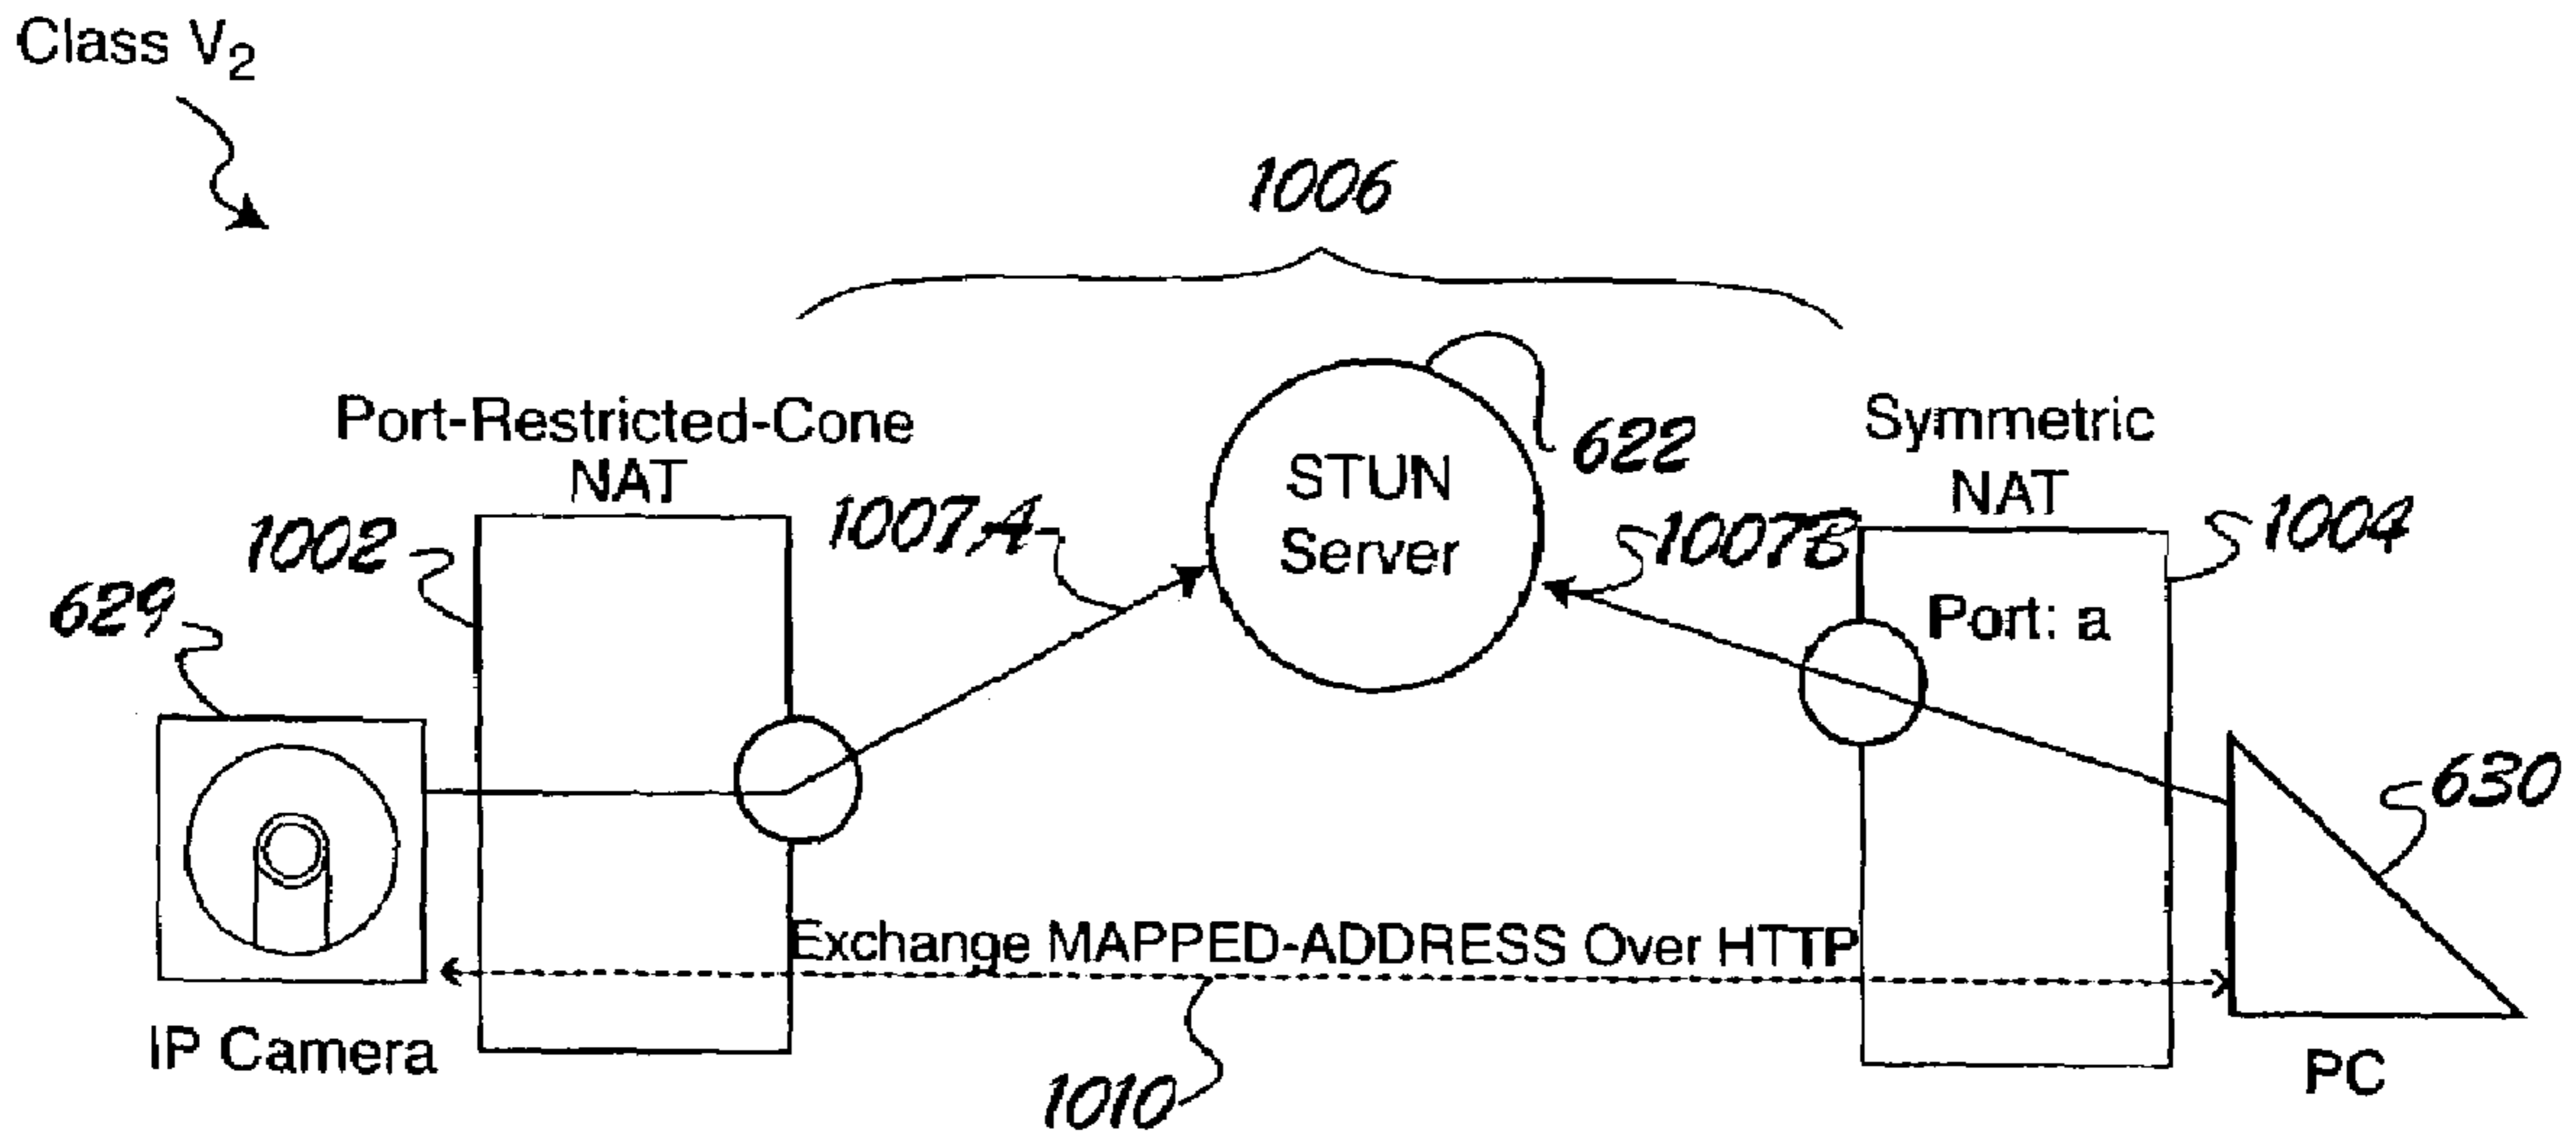 Class V2
1006
Port-Restricted-Cone
NAT
1002
1007A
STUN
Server
622
1007B
Symmetric
NAT
1004
Port: a
629
630
Exchange MAPPED-ADDRESS Over HTTP
IP Camera
1010
PC